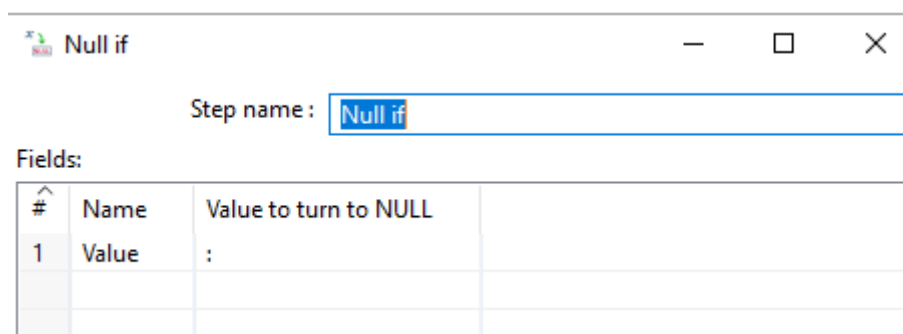 Null if
Step name : Null if
Fields:
# Name Value to turn to NULL
1 Value :